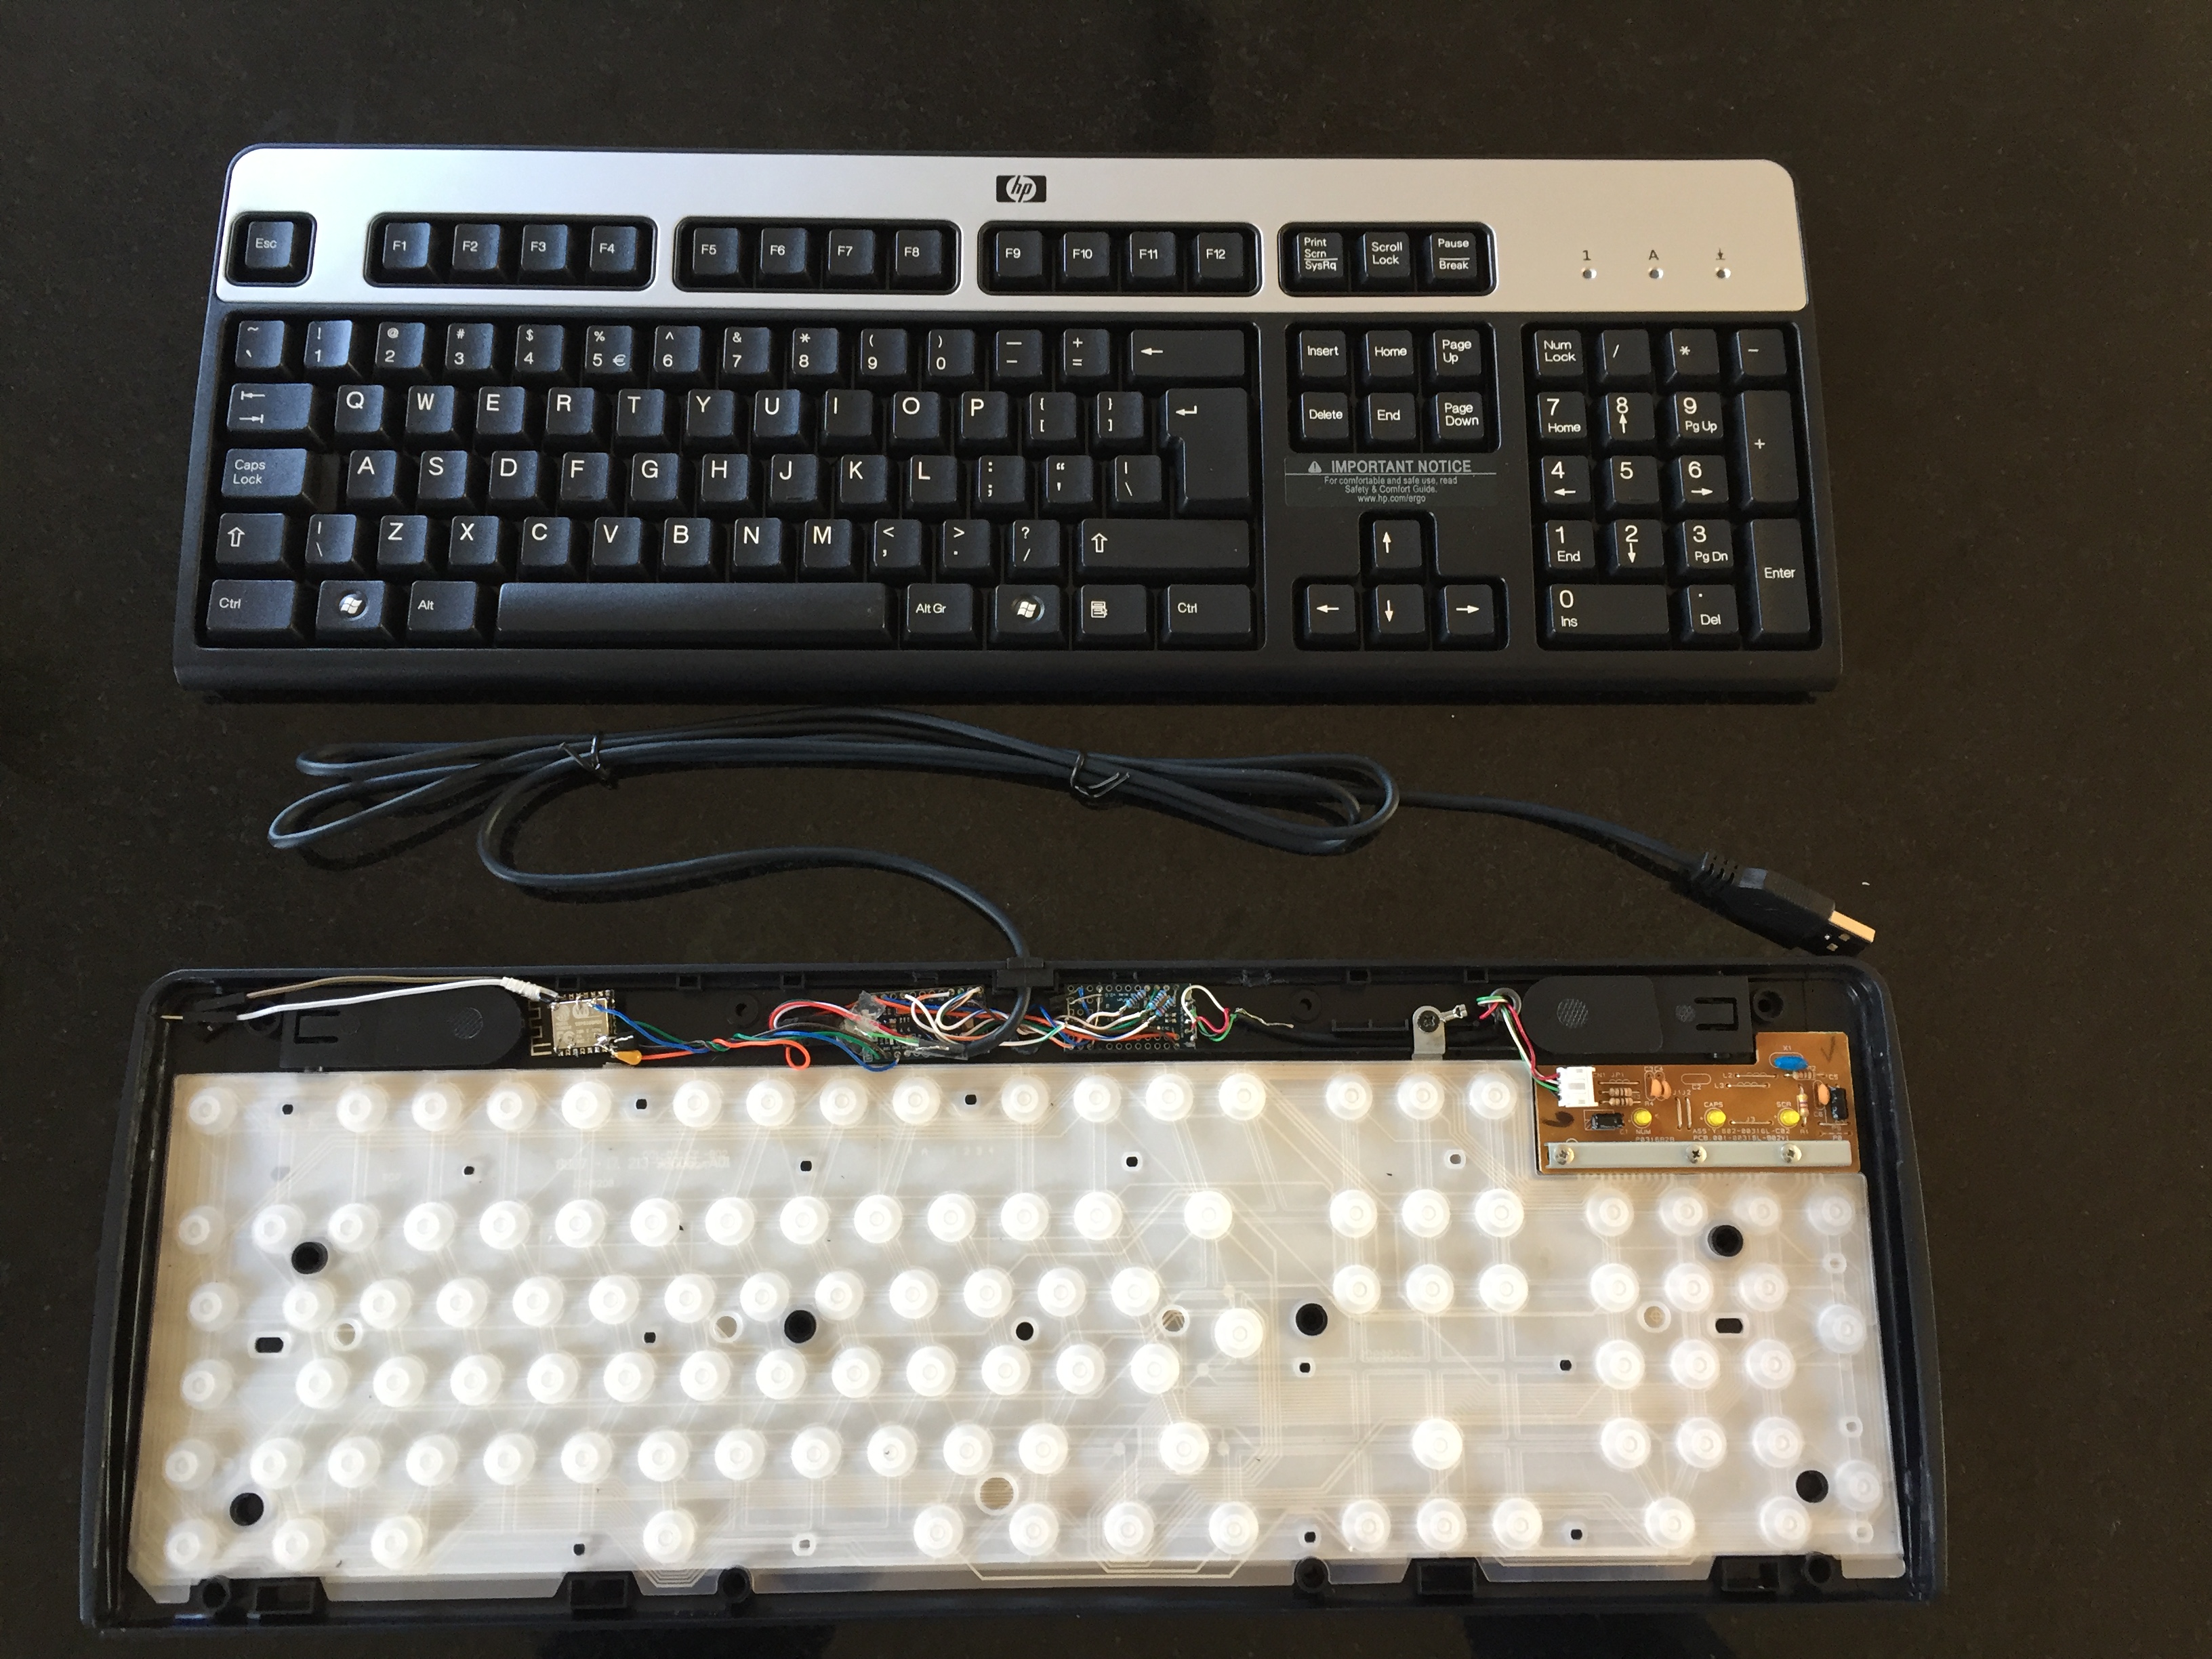 hp
Esc F1 F2 F3 F4 F5 F6 F7 F8 F9 F10 F11 F12 Print Scrn SysRq Scroll Lock Pause Break
1 A
~ ` ! 1 @ 2 # 3 $ 4 % 5 € ^ 6 & 7 * 8 ( 9 ) 0 _ - + = ← Insert Home Page Up Num Lock / * -
Q W E R T Y U I O P { [ } ] Delete End Page Down 7 Home 8 ↑ 9 Pg Up +
Caps Lock A S D F G H J K L : ; “ ' | \ 4 ← 5 6 →
⚠ IMPORTANT NOTICE
For comfortable and safe use, read
Safety & Comfort Guide.
www.hp.com/ergo
⇧ | \ Z X C V B N M < , > . ? / ⇧ ↑ 1 End 2 ↓ 3 Pg Dn Enter
Ctrl Alt Alt Gr Ctrl ← ↓ → 0 Ins . Del
6
NUM
CAPS
SCR